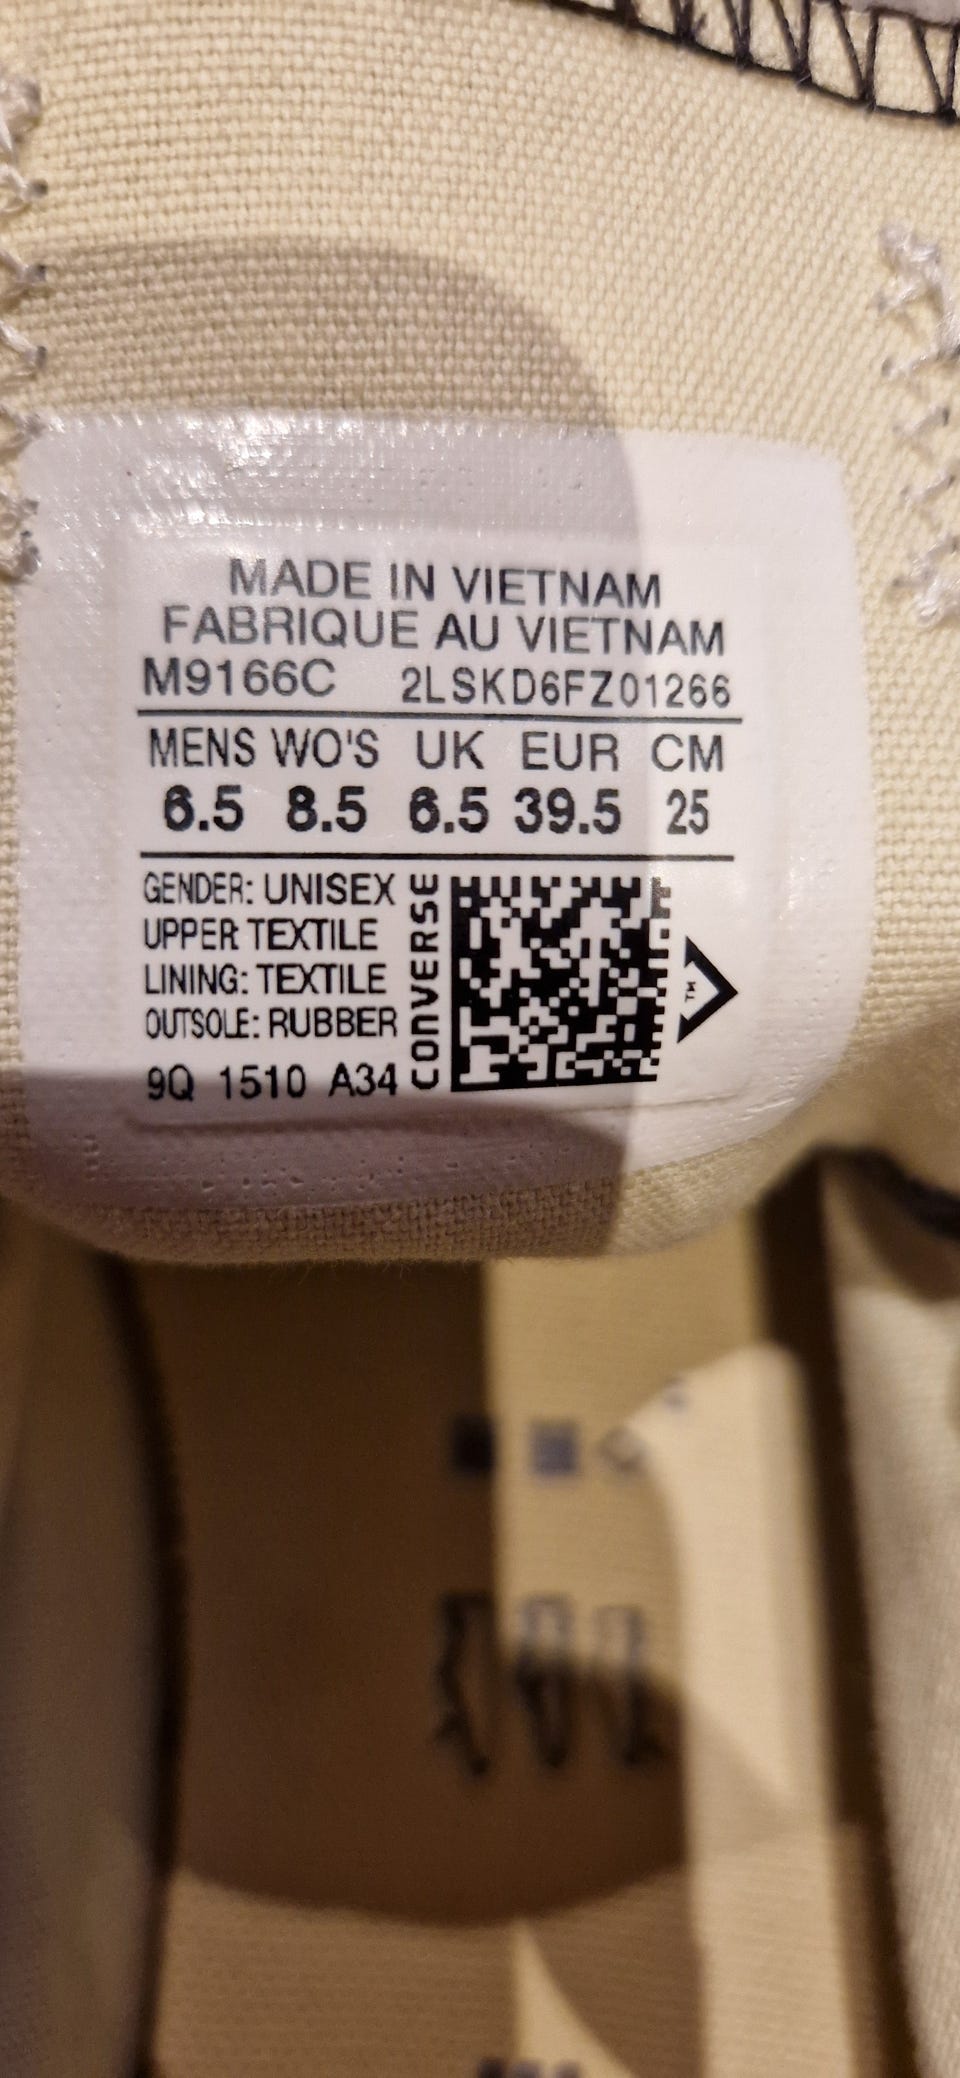 MADE IN VIETNAM
FABRIQUE AU VIETNAM
M9166C 2LSKD6FZ01266
MENS WO'S UK EUR CM
6.5 8.5 6.5 39.5 25
GENDER: UNISEX
UPPER TEXTILE
LINING: TEXTILE
OUTSOLE: RUBBER
9Q 1510 A34
CONVERSE
TM